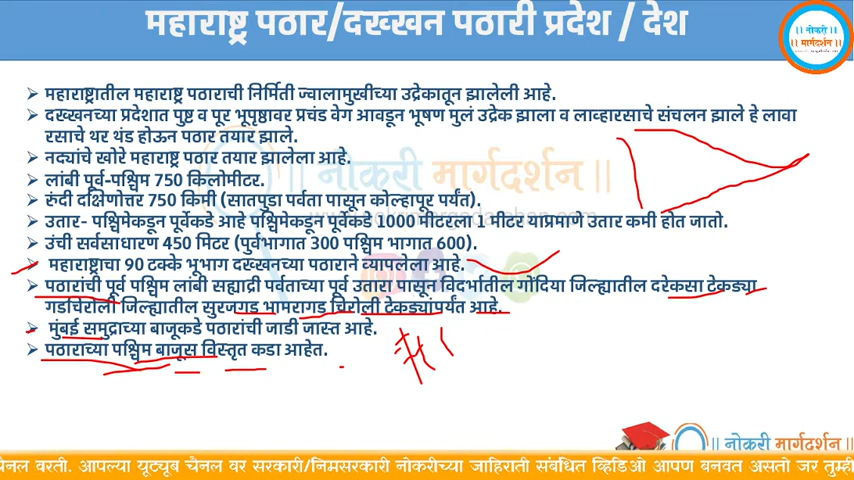 महाराष्ट्र पठार/दख्खन पठारी प्रदेश / देश
।। नोकरी ।।
मार्गदर्शन
महाराष्ट्रातील महाराष्ट्र पठाराची निर्मिती ज्वालामुखीच्या उद्रेकातून झालेली आहे.
दख्खनच्या प्रदेशात पुष्ट व पूर भूपृष्ठावर प्रचंड वेग आवडून भूषण मुलं उद्रेक झाला व लाव्हारसाचे संचलन झाले हे लावा
रसाचे थर थंड होऊन पठार तयार झाले.
नद्यांचे खोरे महाराष्ट्र पठार तयार झालेला आहे.
लांबी पूर्व-पश्चिम 750 किलोमीटर.
रुंदी दक्षिणोत्तर 750 किमी (सातपुडा पर्वता पासून कोल्हापूर पर्यंत).
उतार- पश्चिमेकडून पूर्वेकडे आहे पश्चिमेकडून पूर्वेकडे 1000 मीटरला 1 मीटर याप्रमाणे उतार कमी होत जातो.
उंची सर्वसाधारण 450 मिटर (पुर्वभागात 300 पश्चिम भागात 600).
महाराष्ट्राचा 90 टक्के भूभाग दख्खनच्या पठाराने व्यापलेला आहे.
पठारांची पूर्व पश्चिम लांबी सह्याद्री पर्वताच्या पूर्व उतारा पासून विदर्भातील गोंदिया जिल्ह्यातील दरेकसा टेकड्या
गडचिरोली जिल्ह्यातील सुरजगड भामरागड चिरोली टेकड्यांपर्यंत आहे.
मुंबई समुद्राच्या बाजूकडे पठारांची जाडी जास्त आहे.
पठाराच्या पश्चिम बाजूस विस्तृत कडा आहेत.
।। नोकरी मार्गदर्शन ।।
।। नोकरी मार्गदर्शन
चॅनल वरती. आपल्या यूट्यूब चैनल वर सरकारी/निमसरकारी नोकरीच्या जाहिराती संबंधित व्हिडिओ आपण बनवत असतो जर तुम्ही